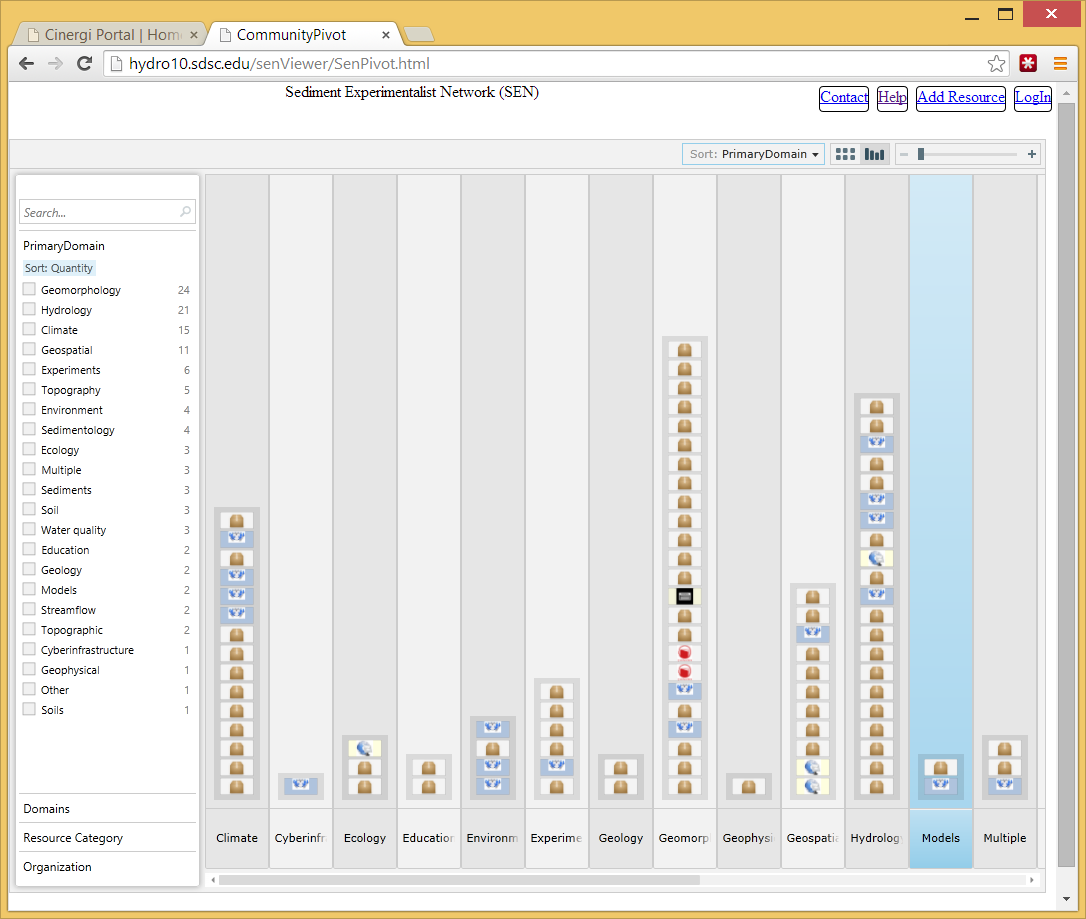 Cinergi Portal | Hom
CommunityPivot
hydro10.sdsc.edu/senViewer/SenPivot.html
Sediment Experimentalist Network (SEN)
Contact Help Add Resource LogIn
Sort: PrimaryDomain
Search...
PrimaryDomain
Sort: Quantity
Geomorphology 24
Hydrology 21
Climate 15
Geospatial 11
Experiments 6
Topography 5
Environment 4
Sedimentology 4
Ecology 3
Multiple 3
Sediments 3
Soil 3
Water quality 3
Education 2
Geology 2
Models 2
Streamflow 2
Topographic 2
Cyberinfrastructure 1
Geophysical 1
Other 1
Soils 1
Domains
Resource Category
Organization
Climate Cyberinfr Ecology Education Environm Experime Geology Geomorp Geophysi Geospatia Hydrology Models Multiple